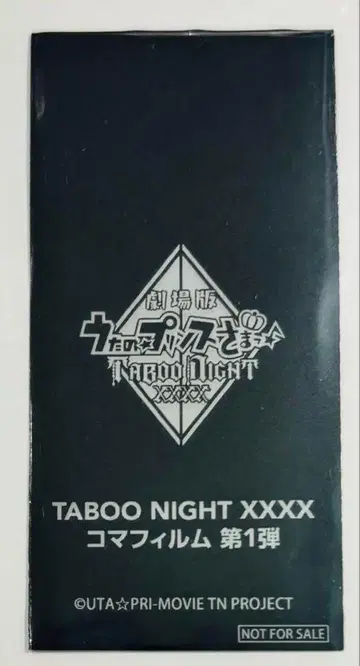 劇場版
うたの☆プリンスさまっ♪
TABOO NIGHT
XXXX
TABOO NIGHT XXXX
コマフィルム 第1弾
©UTA☆PRI-MOVIE TN PROJECT
NOT FOR SALE